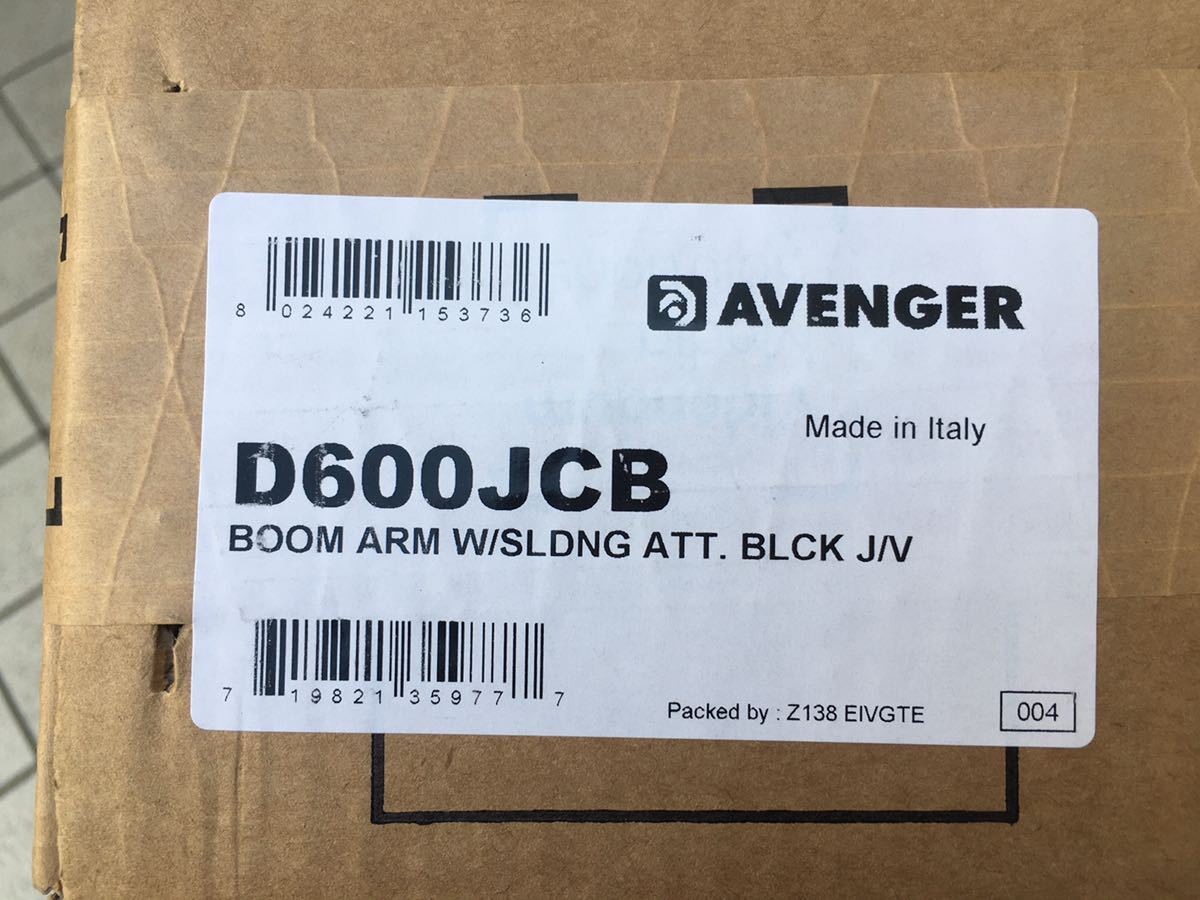 8 024221 153736
AVENGER
Made in Italy
D600JCB
BOOM ARM W/SLDNG ATT. BLCK J/V
7 19821 35977 7
Packed by : Z138 EIVGTE
004